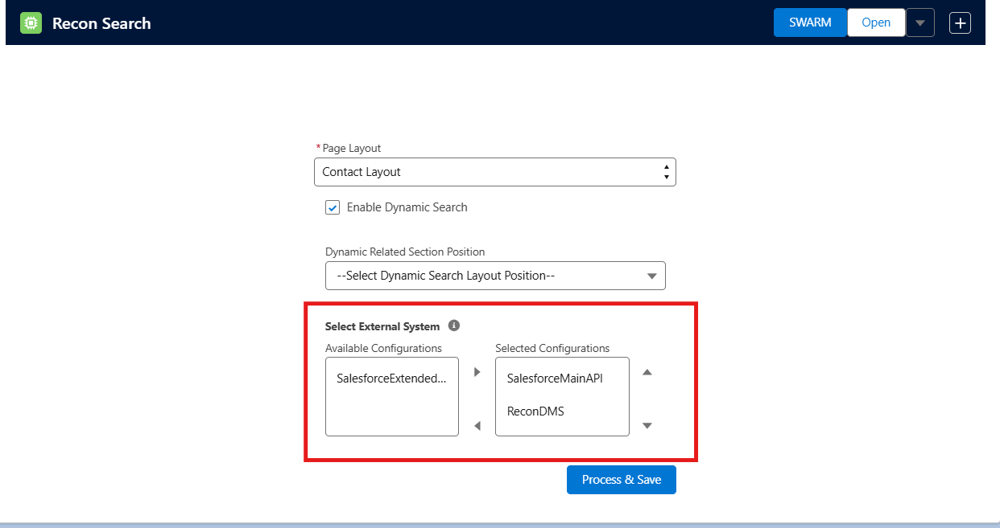 Recon Search
SWARM
Open
* Page Layout
Contact Layout
Enable Dynamic Search
Dynamic Related Section Position
--Select Dynamic Search Layout Position--
Select External System
Available Configurations
Selected Configurations
SalesforceExtended...
SalesforceMainAPI
ReconDMS
Process & Save